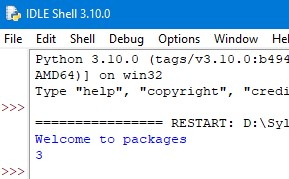 IDLE Shell 3.10.0
File Edit Shell Debug Options Window Help
Python 3.10.0 (tags/v3.10.0:b494
AMD64)] on win32
Type "help", "copyright", "credi
>>>
================ RESTART: D:\Syl
Welcome to packages
3
>>>